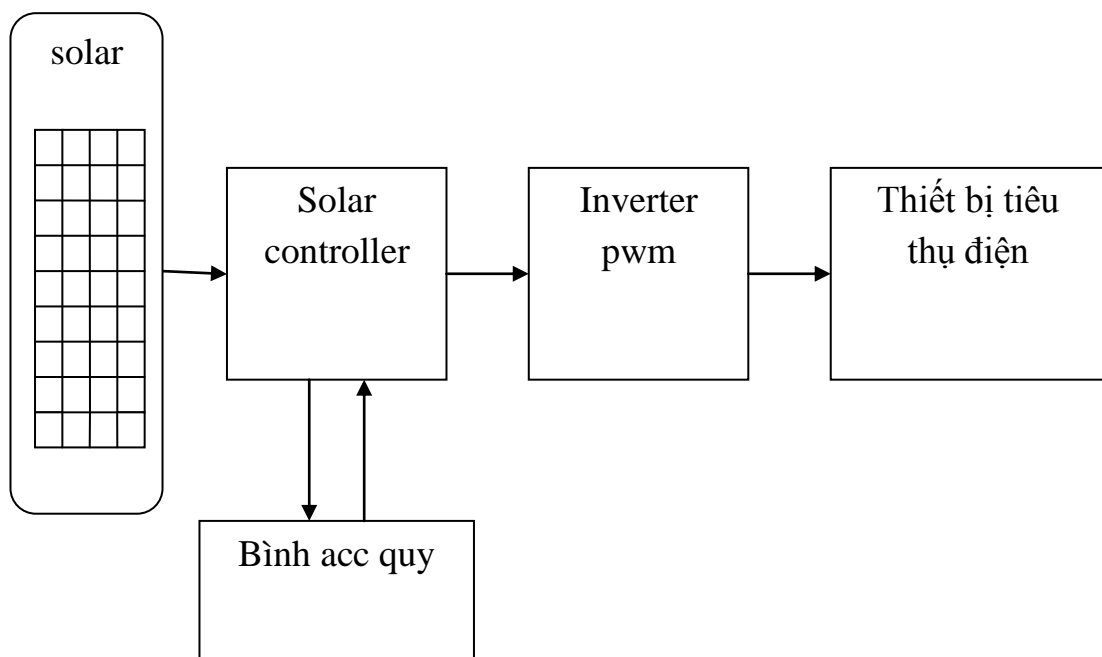 solar
Solar
controller
Inverter
pwm
Thiết bị tiêu
thụ điện
Bình acc quy